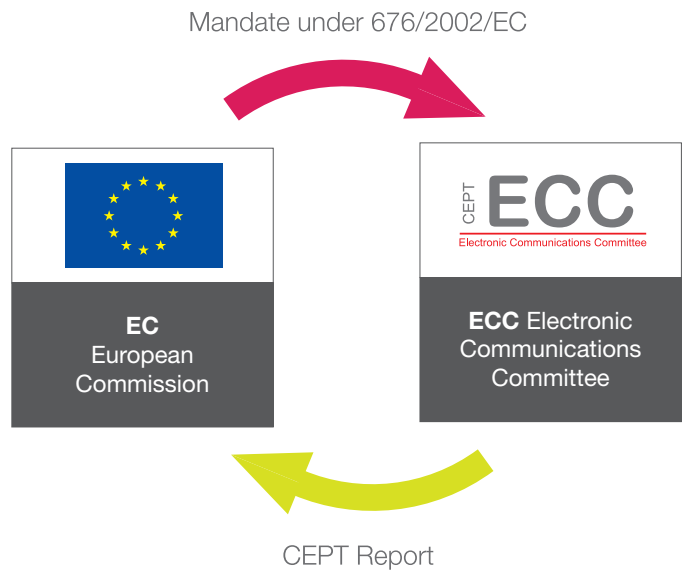 Mandate under 676/2002/EC
CEPT
ECC
Electronic Communications Committee
EC
European
Commission
ECC Electronic
Communications
Committee
CEPT Report